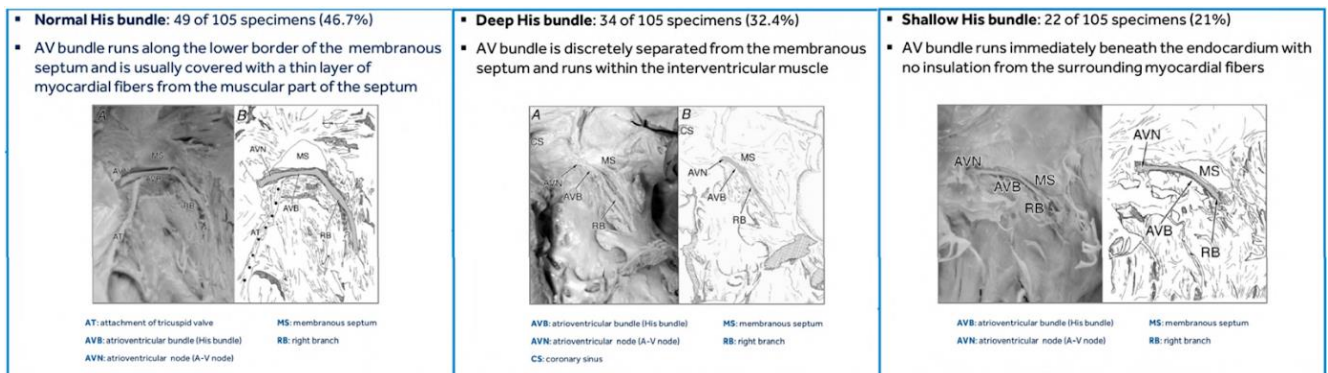 ▪ Normal His bundle: 49 of 105 specimens (46.7%)
▪ AV bundle runs along the lower border of the membranous
septum and is usually covered with a thin layer of
myocardial fibers from the muscular part of the septum
A
MS
AVB
RB
AT
B
AVN
MS
AVB
AT
RB
AT: attachment of tricuspid valve
MS: membranous septum
AVB: atrioventricular bundle (His bundle)
RB: right branch
AVN: atrioventricular node (A-V node)
▪ Deep His bundle: 34 of 105 specimens (32.4%)
▪ AV bundle is discretely separated from the membranous
septum and runs within the interventricular muscle
A
CS
MS
AVN
AVB
RB
B
CS
MS
AVN
AVB
RB
AVB: atrioventricular bundle (His bundle)
MS: membranous septum
AVN: atrioventricular node (A-V node)
RB: right branch
CS: coronary sinus
▪ Shallow His bundle: 22 of 105 specimens (21%)
▪ AV bundle runs immediately beneath the endocardium with
no insulation from the surrounding myocardial fibers
AVN
MS
AVB
RB
AVN
MS
AVB
RB
AVB: atrioventricular bundle (His bundle)
MS: membranous septum
AVN: atrioventricular node (A-V node)
RB: right branch